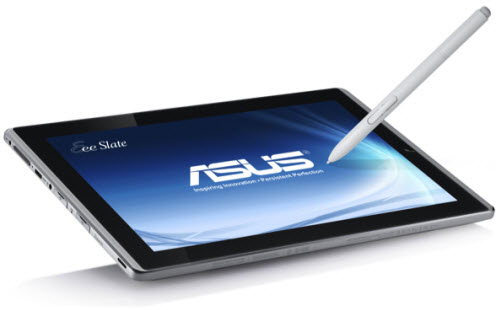 Eee Slate
ASUS
Inspiring Innovation • Persistent Perfection